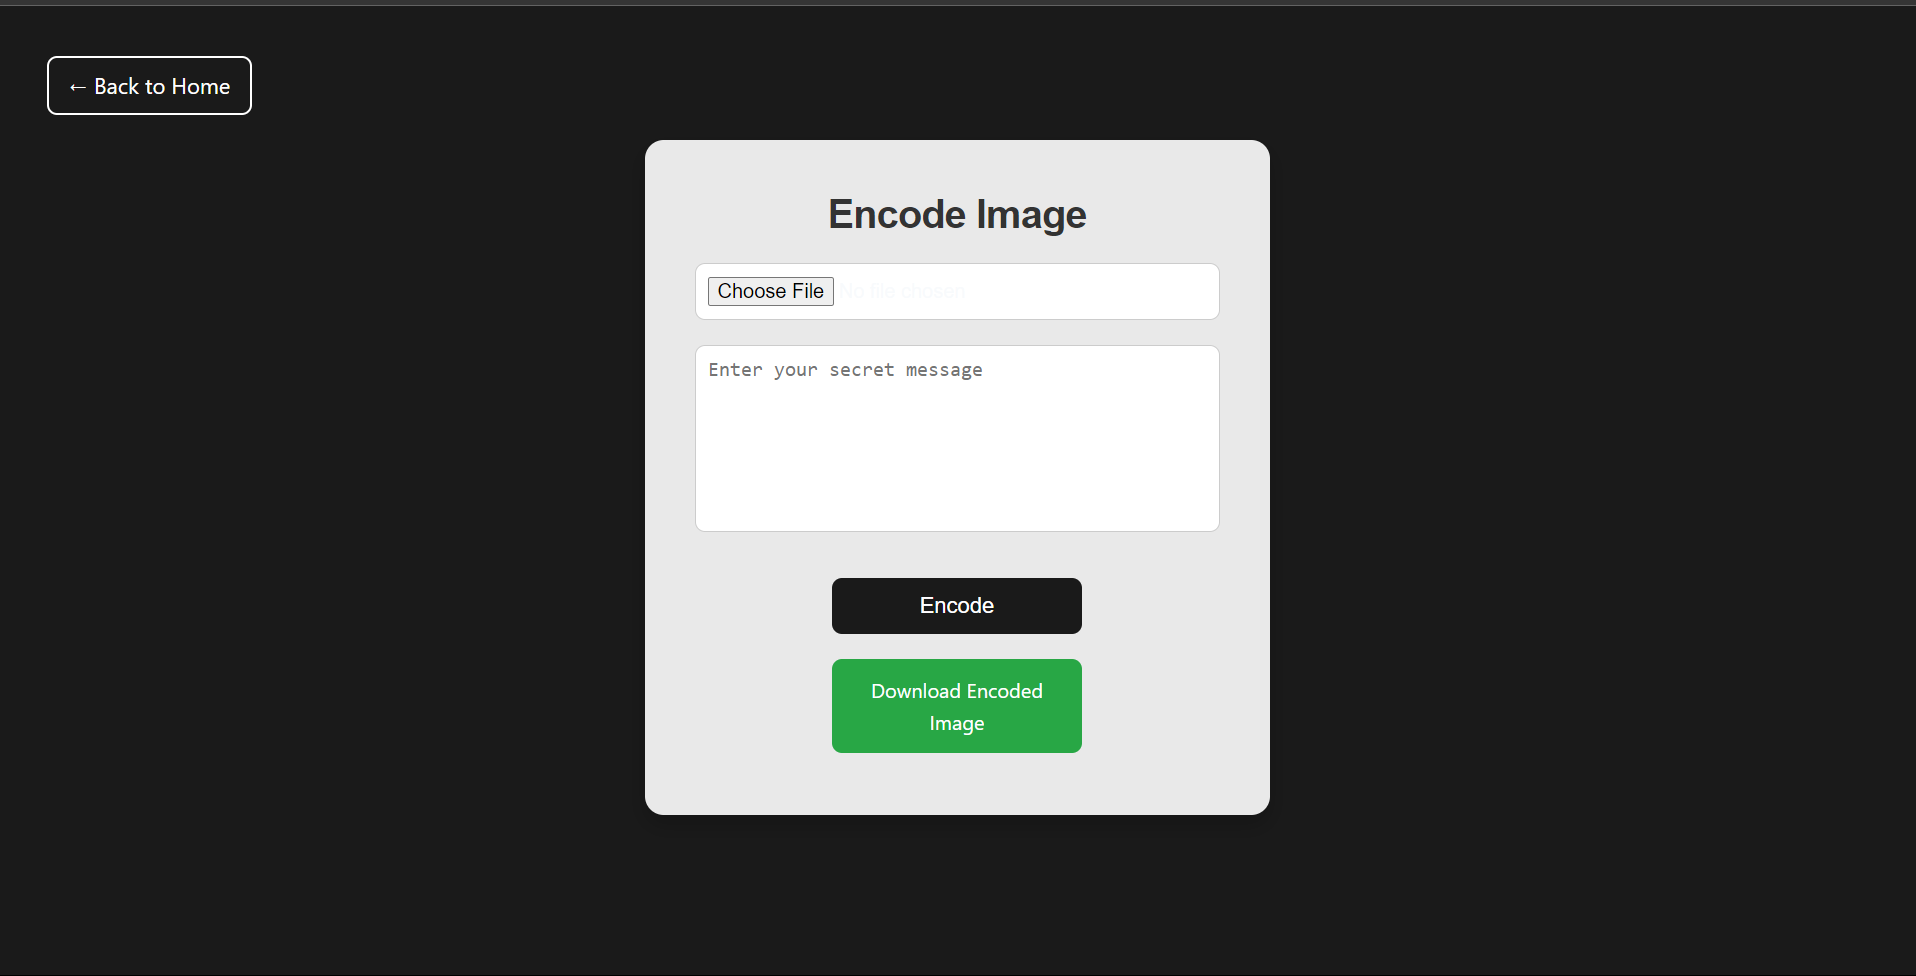 ← Back to Home
Encode Image
Choose File No file chosen
Enter your secret message
Encode
Download Encoded
Image